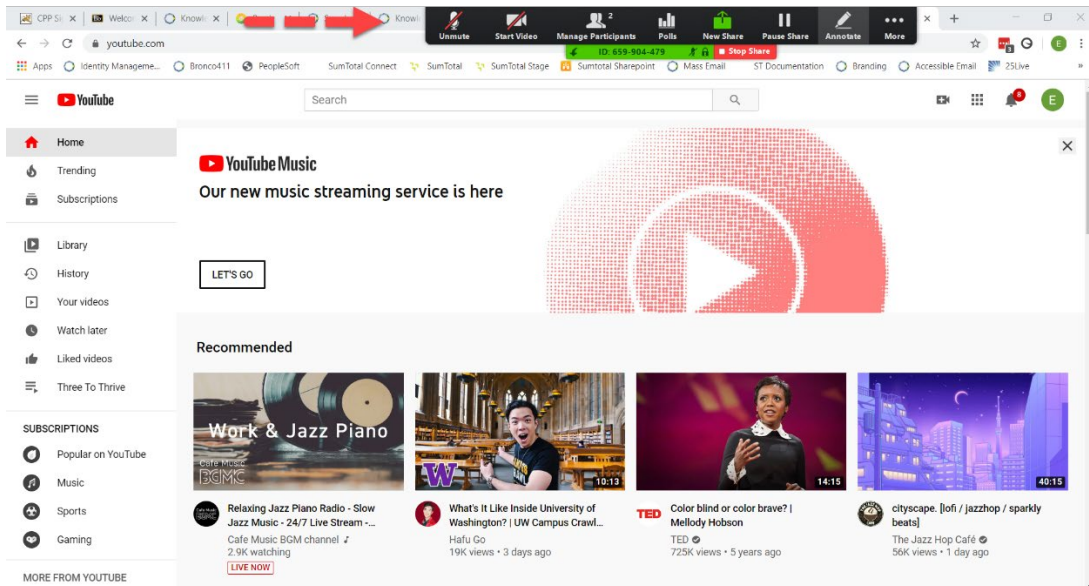 CPP Si
Welcor
Knowle
Knowl
Unmute
Start Video
Manage Participants
2
Polls
New Share
Pause Share
Annotate
More
youtube.com
ID: 659-904-479
Stop Share
Apps
Identity Manageme...
Bronco411
PeopleSoft
SumTotal Connect
SumTotal
SumTotal Stage
Sumtotal Sharepoint
Mass Email
ST Documentation
Branding
Accessible Email
25Live
YouTube
Search
8
E
Home
Trending
Subscriptions
Library
History
Your videos
Watch later
Liked videos
Three To Thrive
SUBSCRIPTIONS
Popular on YouTube
Music
Sports
Gaming
MORE FROM YOUTUBE
YouTube Music
Our new music streaming service is here
LET'S GO
Recommended
Work & Jazz Piano
Cafe Music
BGMC
Relaxing Jazz Piano Radio - Slow
Jazz Music - 24/7 Live Stream -...
Cafe Music BGM channel
2.9K watching
LIVE NOW
W
10:13
What's It Like Inside University of
Washington? | UW Campus Crawl...
Hafu Go
19K views • 3 days ago
14:15
TED
Color blind or color brave? |
Mellody Hobson
TED
725K views • 5 years ago
40:15
cityscape. [lofi / jazzhop / sparkly
beats]
The Jazz Hop Café
56K views • 1 day ago